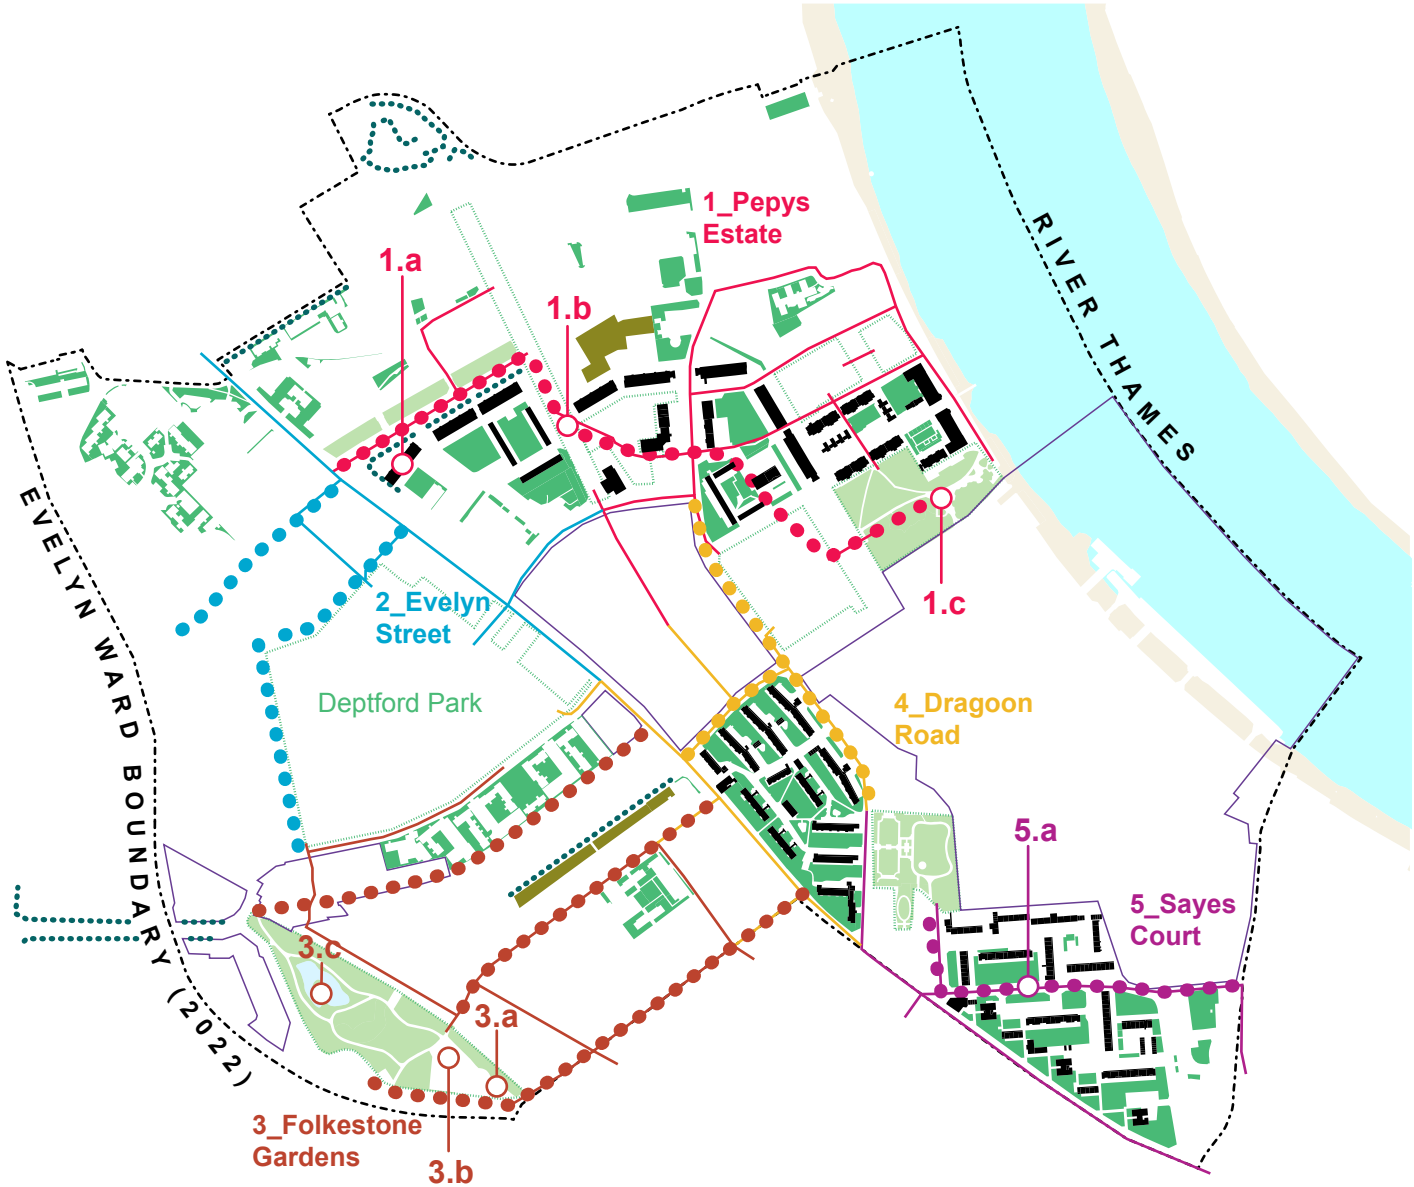 1_Pepys
Estate
1.a
1.b
RIVER THAMES
1.c
2_Evelyn
Street
EVELYN WARD BOUNDARY (2022)
Deptford Park
4_Dragoon
Road
5.a
5_Sayes
Court
3.c
3.a
3_Folkestone
Gardens
3.b